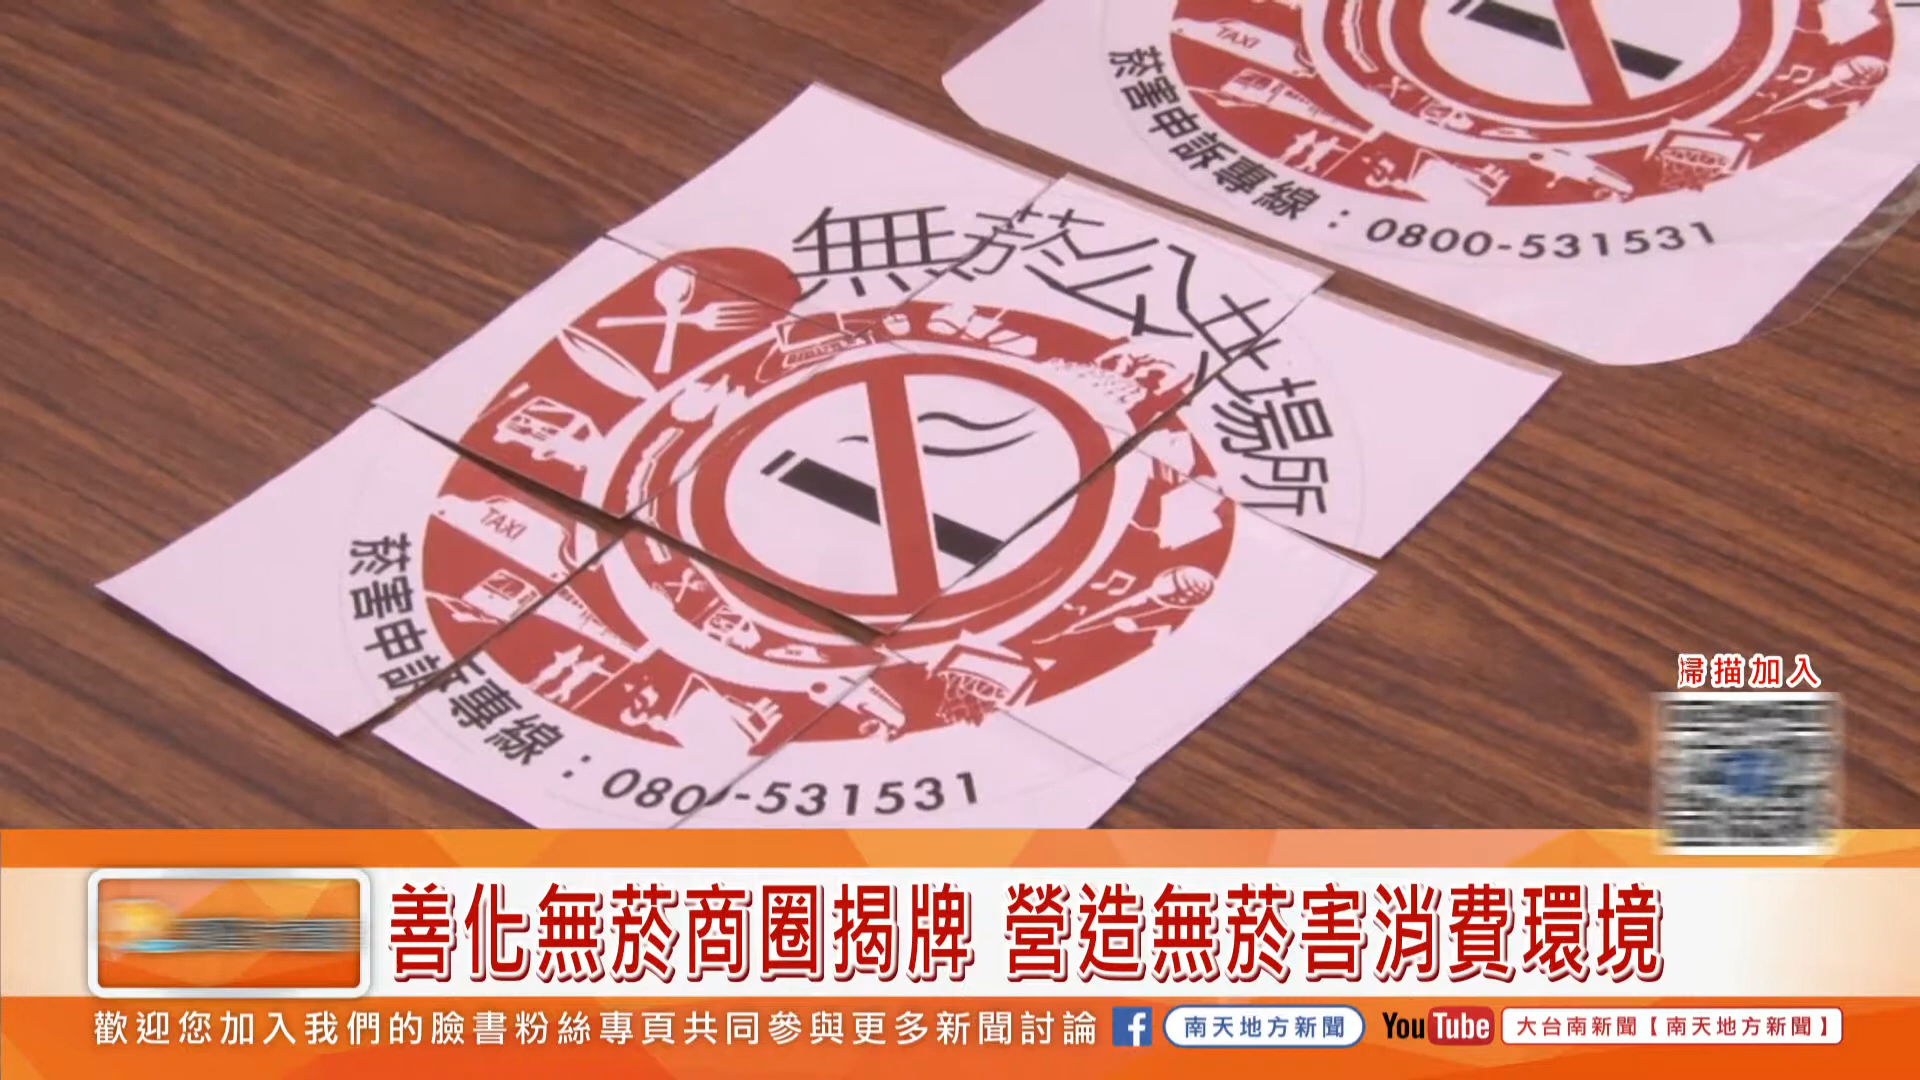 TAXI
菸害申訴專線：0800-531531
無菸公共場所
TAXI
菸害申訴專線：080 -531531
掃描加入
善化無菸商圈揭牌 營造無菸害消費環境
歡迎您加入我們的臉書粉絲專頁共同參與更多新聞討論 南天地方新聞 YouTube 大台南新聞【南天地方新聞】